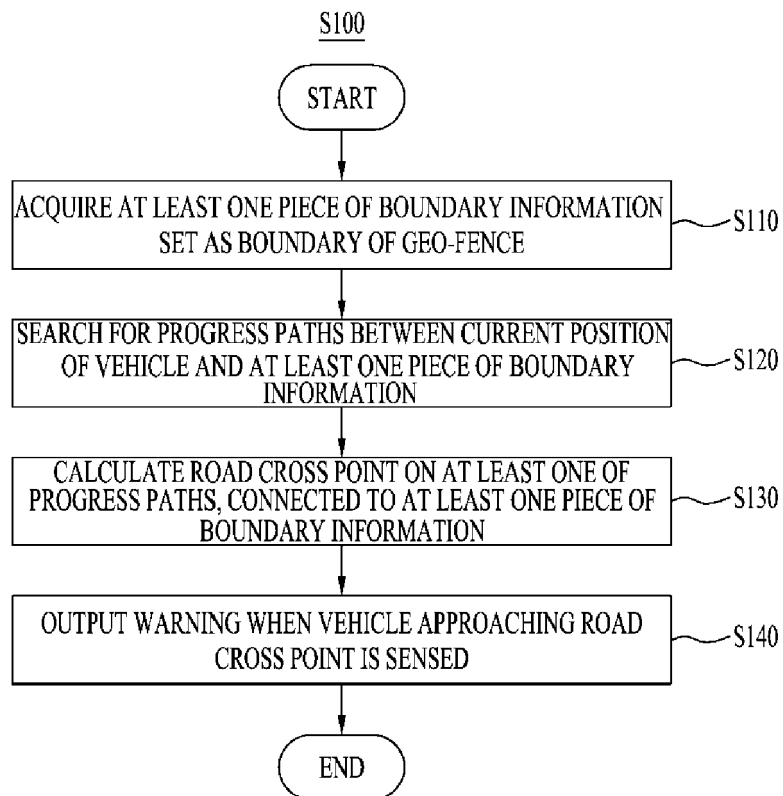 S100
START
ACQUIRE AT LEAST ONE PIECE OF BOUNDARY INFORMATION
SET AS BOUNDARY OF GEO-FENCE
S110
SEARCH FOR PROGRESS PATHS BETWEEN CURRENT POSITION
OF VEHICLE AND AT LEAST ONE PIECE OF BOUNDARY
INFORMATION
S120
CALCULATE ROAD CROSS POINT ON AT LEAST ONE OF
PROGRESS PATHS, CONNECTED TO AT LEAST ONE PIECE OF
BOUNDARY INFORMATION
S130
OUTPUT WARNING WHEN VEHICLE APPROACHING ROAD
CROSS POINT IS SENSED
S140
END